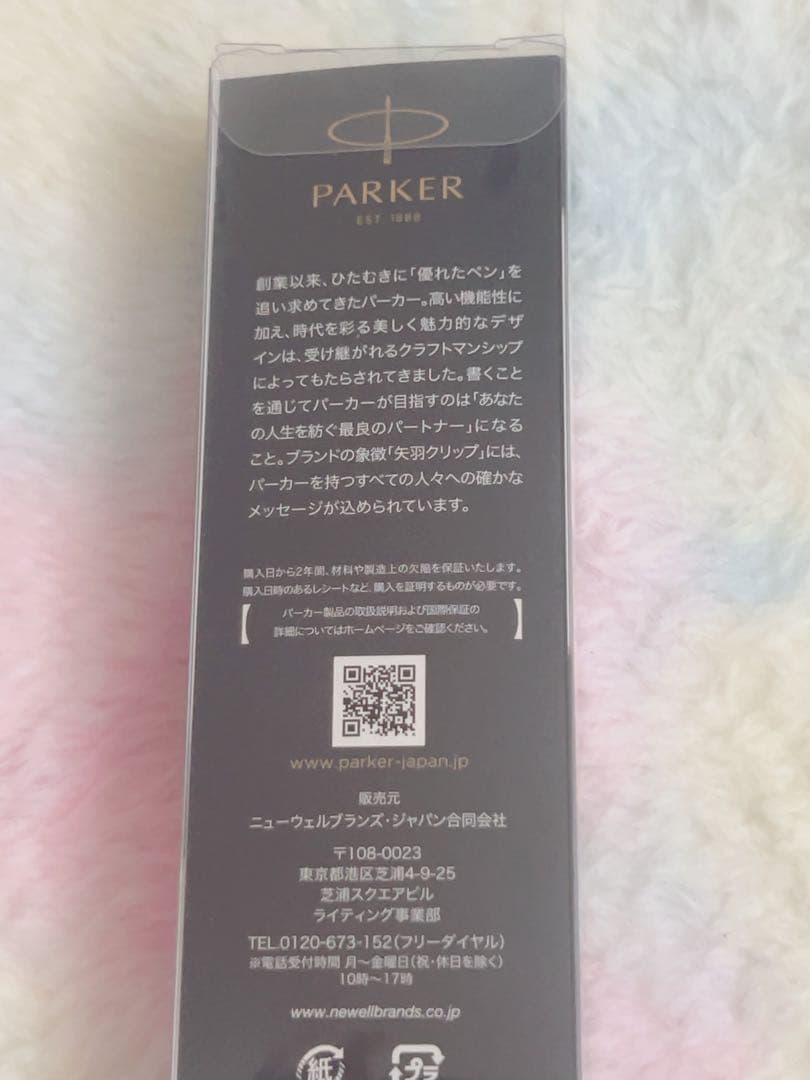 PARKER
EST. 1888
創業以来、ひたむきに「優れたペン」を
追い求めてきたパーカー。高い機能性に
加え、時代を彩る美しく魅力的なデザ
インは、受け継がれるクラフトマンシップ
によってもたらされてきました。書くこと
を通じてパーカーが目指すのは「あなた
の人生を紡ぐ最良のパートナー」になる
こと。ブランドの象徴「矢羽クリップ」には、
パーカーを持つすべての人々への確かな
メッセージが込められています。
購入日から2年間、材料や製造上の欠陥を保証いたします。
購入日時のあるレシートなど、購入を証明するものが必要です。
【パーカー製品の取扱説明および国際保証の
詳細についてはホームページをご確認ください。】
www.parker-japan.jp
販売元
ニューウェルブランズ・ジャパン合同会社
〒108-0023
東京都港区芝浦4-9-25
芝浦スクエアビル
ライティング事業部
TEL.0120-673-152(フリーダイヤル)
※電話受付時間 月〜金曜日(祝・休日を除く)
10時〜17時
www.newellbrands.co.jp
紙 プラ